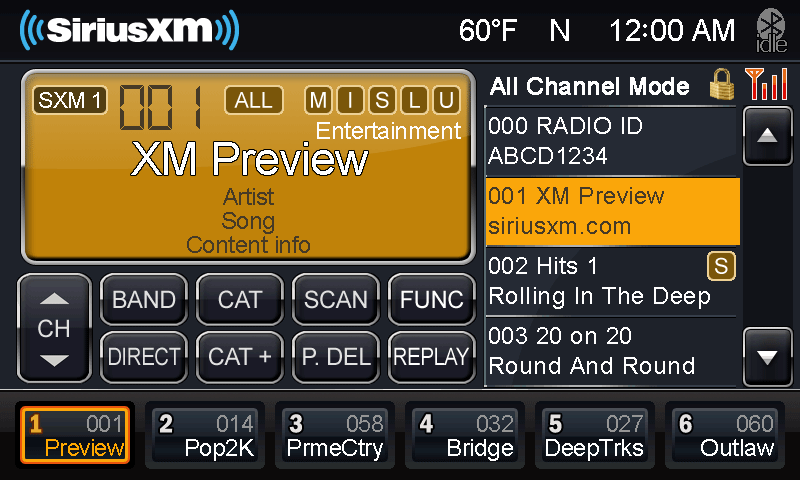 SiriusXM
60°F N 12:00 AM
idle
SXM 1 001 ALL M I S L U
Entertainment
XM Preview
Artist
Song
Content info
All Channel Mode
000 RADIO ID
ABCD1234
001 XM Preview
siriusxm.com
002 Hits 1 S
Rolling In The Deep
003 20 on 20
Round And Round
CH
BAND CAT SCAN FUNC
DIRECT CAT + P. DEL REPLAY
1 001
Preview
2 014
Pop2K
3 058
PrmeCtry
4 032
Bridge
5 027
DeepTrks
6 060
Outlaw